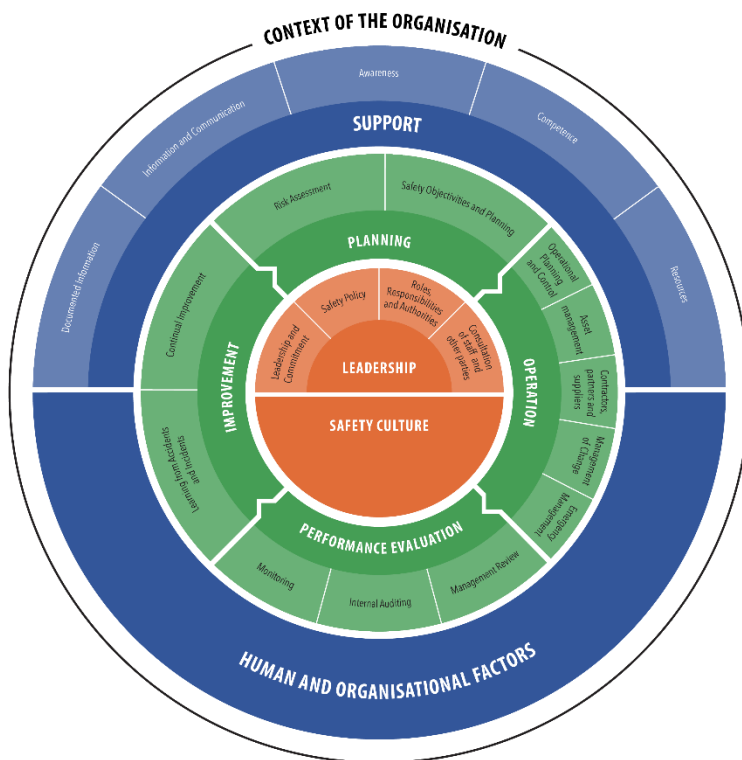 CONTEXT OF THE ORGANISATION
Documented Information
Information and Communication
Awareness
Competence
Resources
SUPPORT
Risk Assessment
Safety Objectivities and Planning
PLANNING
Operational
Planning
and Control
Asset
management
Contractors,
partners and
suppliers
Management
of Change
Emergency
Management
OPERATION
Continual Improvement
Learning from Accidents
and Incidents
IMPROVEMENT
Leadership and
Commitment
Safety Policy
Roles,
Responsibilities
and Authorities
Consultation
of staff and
other parties
LEADERSHIP
SAFETY CULTURE
PERFORMANCE EVALUATION
Monitoring
Internal Auditing
Management Review
HUMAN AND ORGANISATIONAL FACTORS